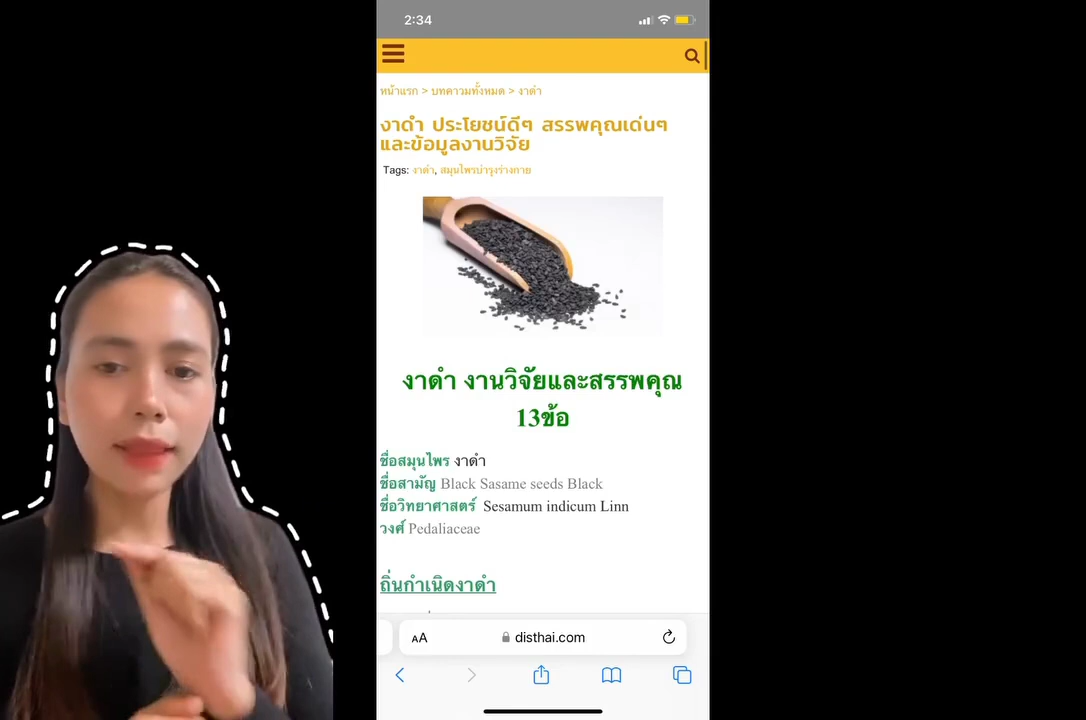 2:34
หน้าแรก > บทความทั้งหมด > งาดำ
งาดำ ประโยชน์ดีๆ สรรพคุณเด่นๆ
และข้อมูลงานวิจัย
Tags: งาดำ, สมุนไพรบำรุงร่างกาย
งาดำ งานวิจัยและสรรพคุณ
13ข้อ
ชื่อสมุนไพร งาดำ
ชื่อสามัญ Black Sasame seeds Black
ชื่อวิทยาศาสตร์ Sesamum indicum Linn
วงศ์ Pedaliaceae
ถิ่นกำเนิดงาดำ
AA disthai.com